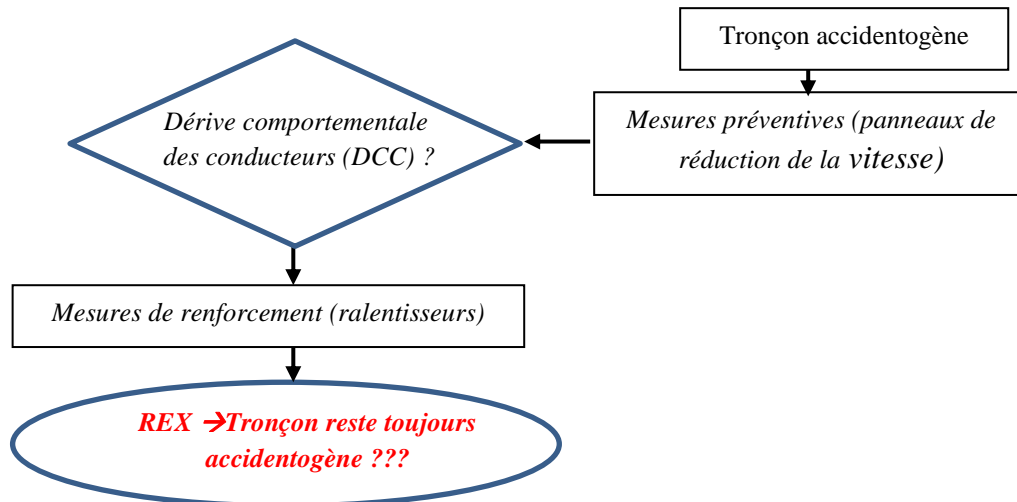 Tronçon accidentogène
Mesures préventives (panneaux de
réduction de la vitesse)
Dérive comportementale
des conducteurs (DCC) ?
Mesures de renforcement (ralentisseurs)
REX →Tronçon reste toujours
accidentogène ???